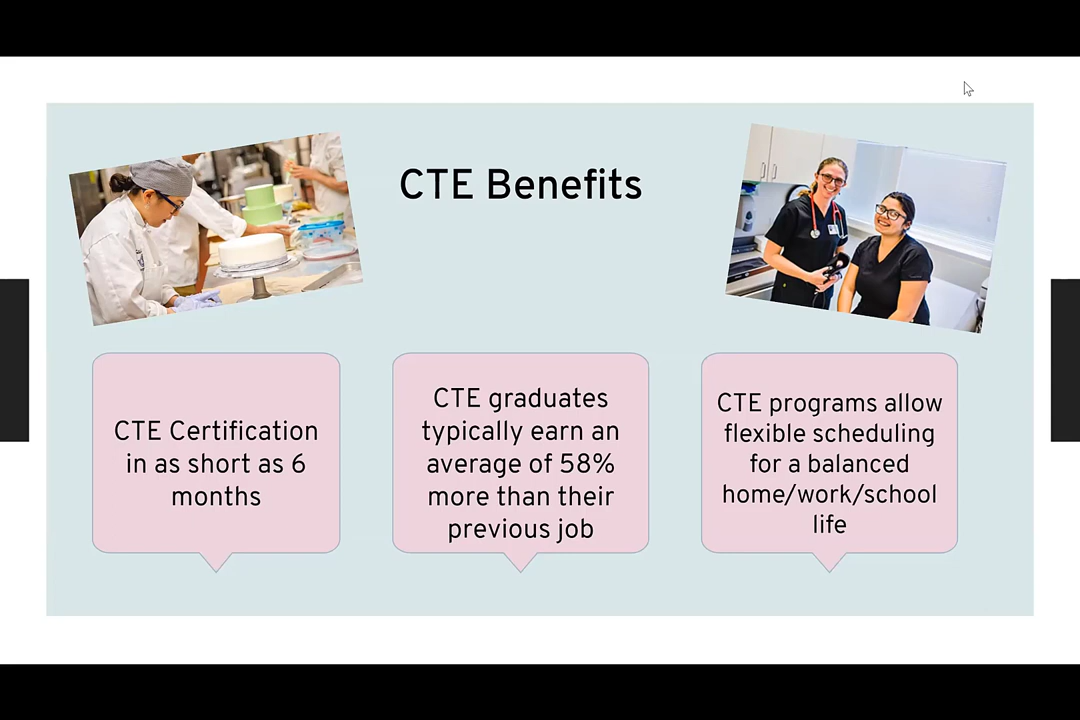 CTE Benefits
CTE Certification
in as short as 6
months
CTE graduates
typically earn an
average of 58%
more than their
previous job
CTE programs allow
flexible scheduling
for a balanced
home/work/school
life